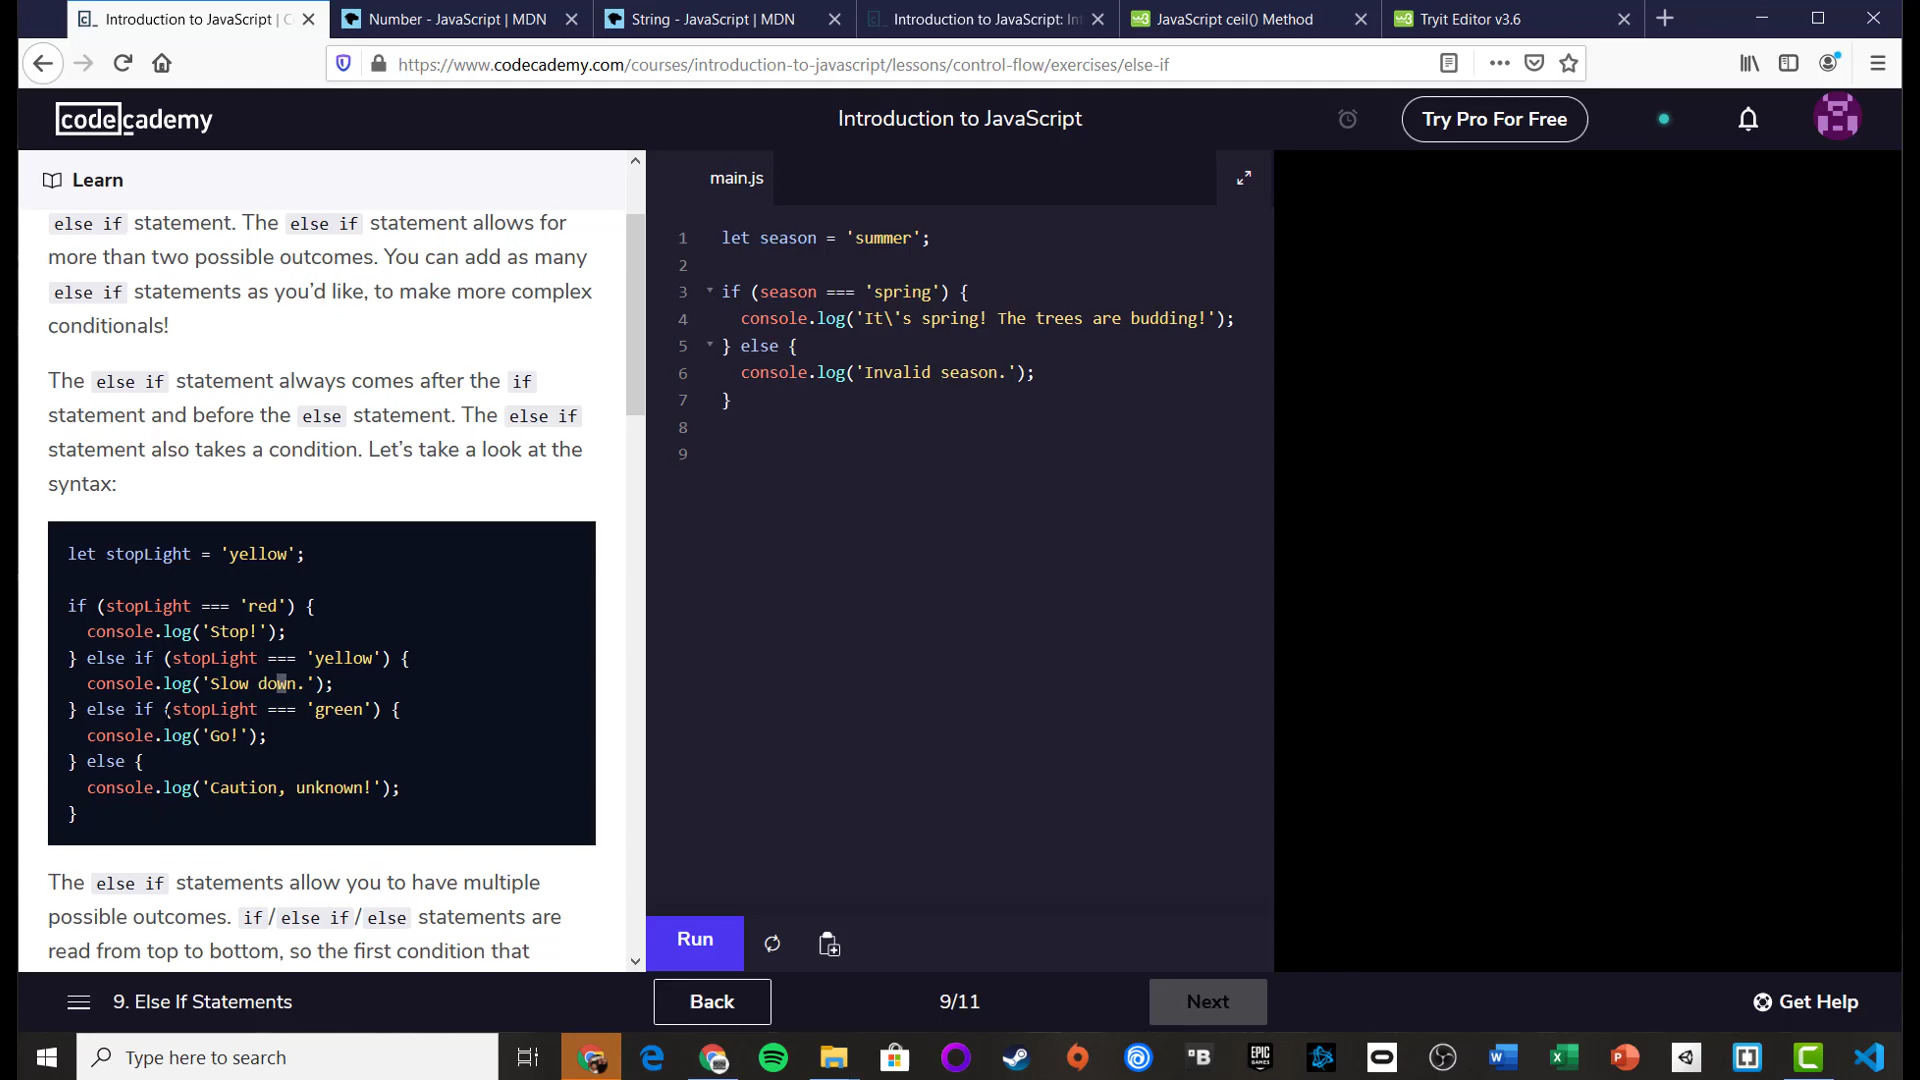 Introduction to JavaScript | C
Number - JavaScript | MDN
String - JavaScript | MDN
Introduction to JavaScript: In
JavaScript ceil() Method
Tryit Editor v3.6
https://www.codecademy.com/courses/introduction-to-javascript/lessons/control-flow/exercises/else-if
codecademy
Introduction to JavaScript
Try Pro For Free
Learn
else if statement. The else if statement allows for
more than two possible outcomes. You can add as many
else if statements as you’d like, to make more complex
conditionals!
The else if statement always comes after the if
statement and before the else statement. The else if
statement also takes a condition. Let’s take a look at the
syntax:
let stopLight = 'yellow';
if (stopLight === 'red') {
console.log('Stop!');
} else if (stopLight === 'yellow') {
console.log('Slow down.');
} else if (stopLight === 'green') {
console.log('Go!');
} else {
console.log('Caution, unknown!');
}
The else if statements allow you to have multiple
possible outcomes. if/else if/else statements are
read from top to bottom, so the first condition that
main.js
1 let season = 'summer';
2
3 if (season === 'spring') {
4 console.log('It\'s spring! The trees are budding!');
5 } else {
6 console.log('Invalid season.');
7 }
8
9
Run
9. Else If Statements
Back
9/11
Next
Get Help
Type here to search